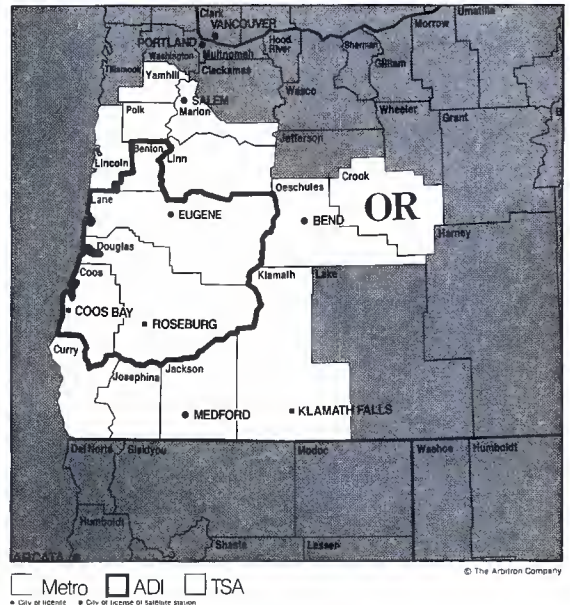 Clark
VANCOUVER
Umatilla
Morrow
PORTLAND
Hood
River
Sherman
Gilliam
Multnomah
Washington
Tillamook
Clackamas
Yamhill
Wasco
SALEM
Marion
Wheeler
Polk
Grant
Jefferson
Benton
Linn
Lincoln
Crook
Deschules
Lane
EUGENE
BEND
OR
Harney
Douglas
Coos
Klamath
Lake
COOS BAY
ROSEBURG
Curry
Josephina
Jackson
MEDFORD
KLAMATH FALLS
Del Norte
Siskiyou
Modoc
Washoe
Humboldt
Humboldt
Shasta
Lassen
ARCATA
© The Arbitron Company
Metro ADI TSA
City of license City of license of satellite station